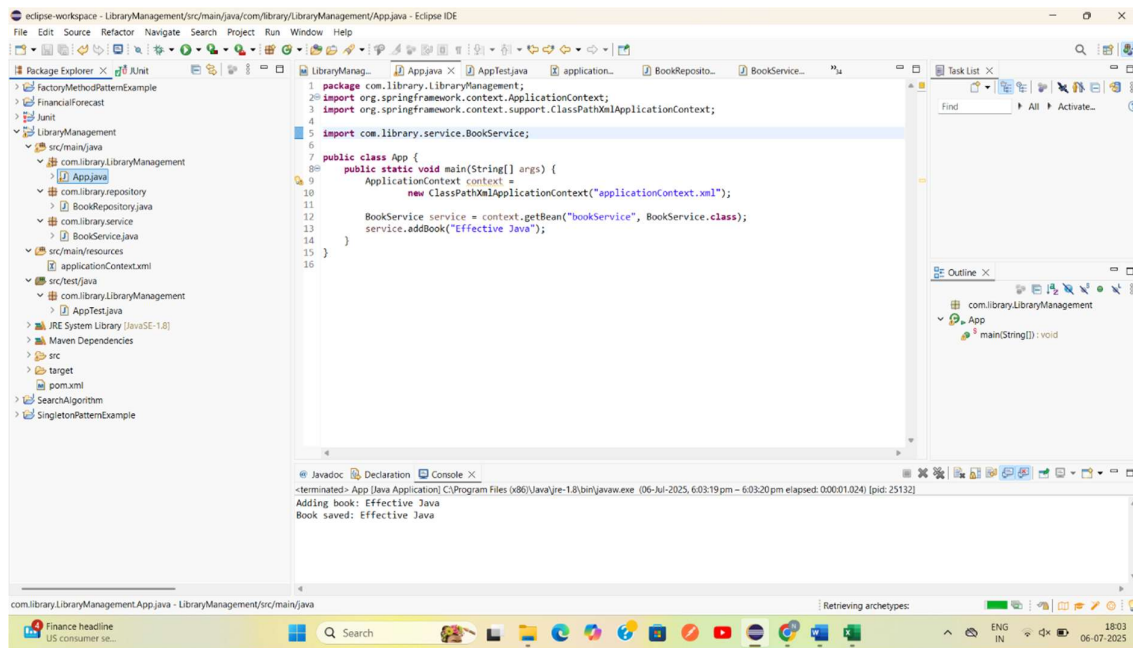 eclipse-workspace - LibraryManagement/src/main/java/com/library/LibraryManagement/App.java - Eclipse IDE
File Edit Source Refactor Navigate Search Project Run Window Help
Package Explorer
JUnit
FactoryMethodPatternExample
FinancialForecast
Junit
LibraryManagement
src/main/java
com.library.LibraryManagement
App.java
com.library.repository
BookRepository.java
com.library.service
BookService.java
src/main/resources
applicationContext.xml
src/test/java
com.library.LibraryManagement
AppTest.java
JRE System Library [JavaSE-1.8]
Maven Dependencies
src
target
pom.xml
SearchAlgorithm
SingletonPatternExample
LibraryManag... App.java AppTest.java application... BookReposito... BookService...
1 package com.library.LibraryManagement;
2 import org.springframework.context.ApplicationContext;
3 import org.springframework.context.support.ClassPathXmlApplicationContext;
4
5 import com.library.service.BookService;
6
7 public class App {
8 public static void main(String[] args) {
9 ApplicationContext context =
10 new ClassPathXmlApplicationContext("applicationContext.xml");
11
12 BookService service = context.getBean("bookService", BookService.class);
13 service.addBook("Effective Java");
14 }
15 }
16
Task List
Find All Activate...
Outline
com.library.LibraryManagement
App
main(String[]) : void
Javadoc Declaration Console
<terminated> App [Java Application] C:\Program Files (x86)\Java\jre-1.8\bin\javaw.exe (06-Jul-2025, 6:03:19 pm – 6:03:20 pm elapsed: 0:00:01.024) [pid: 25132]
Adding book: Effective Java
Book saved: Effective Java
com.library.LibraryManagement.App.java - LibraryManagement/src/main/java
Retrieving archetypes:
4
Finance headline
US consumer se...
Search
ENG
IN
18:03
06-07-2025